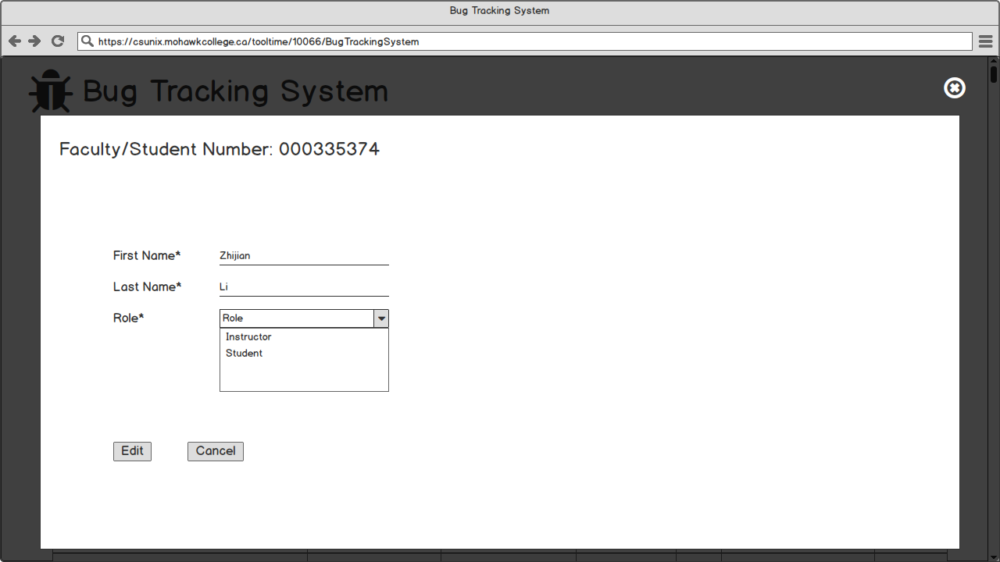 Bug Tracking System
https://csunix.mohawkcollege.ca/tooltime/10066/BugTrackingSystem
Bug Tracking System
Faculty/Student Number: 000335374
First Name* Zhijian
Last Name* Li
Role* Role
Instructor
Student
Edit Cancel